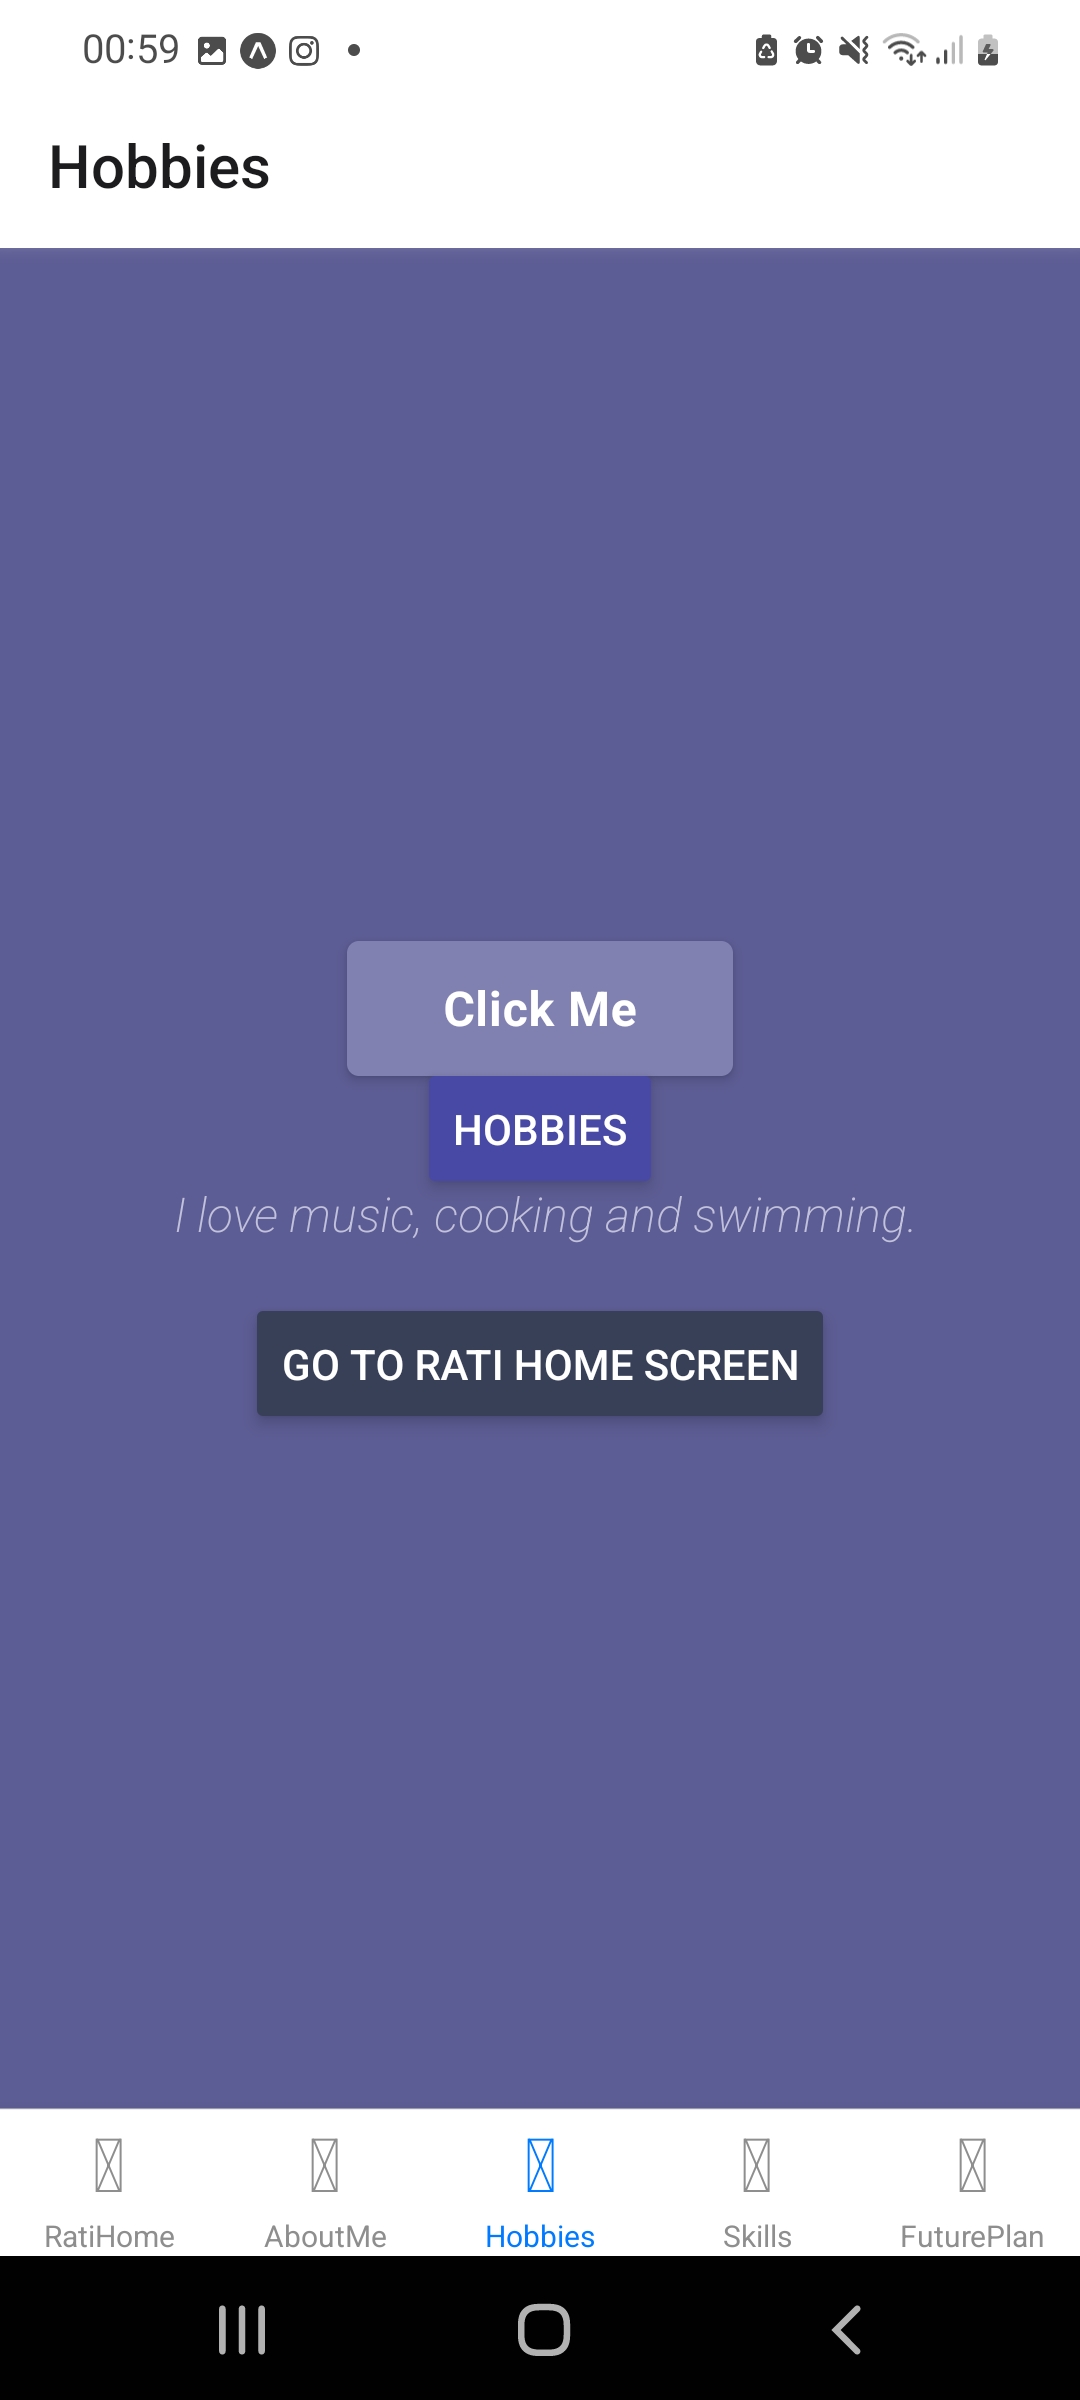 00:59
Hobbies
Click Me
HOBBIES
I love music, cooking and swimming.
GO TO RATI HOME SCREEN
RatiHome AboutMe Hobbies Skills FuturePlan